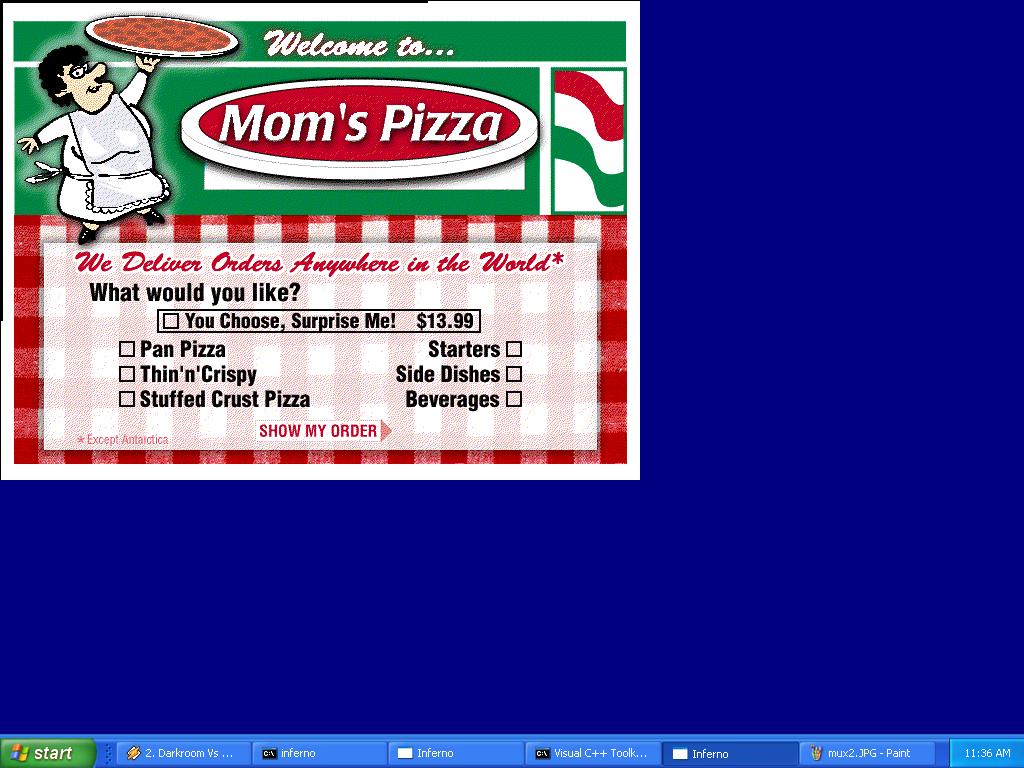 Welcome to...
Mom's Pizza
We Deliver Orders Anywhere in the World*
What would you like?
You Choose, Surprise Me! $13.99
Pan Pizza
Starters
Thin'n'Crispy
Side Dishes
Stuffed Crust Pizza
Beverages
SHOW MY ORDER
* Except Antarctica
start
2. Darkroom Vs ...
inferno
Inferno
Visual C++ Toolk...
Inferno
mux2.JPG - Paint
11:36 AM